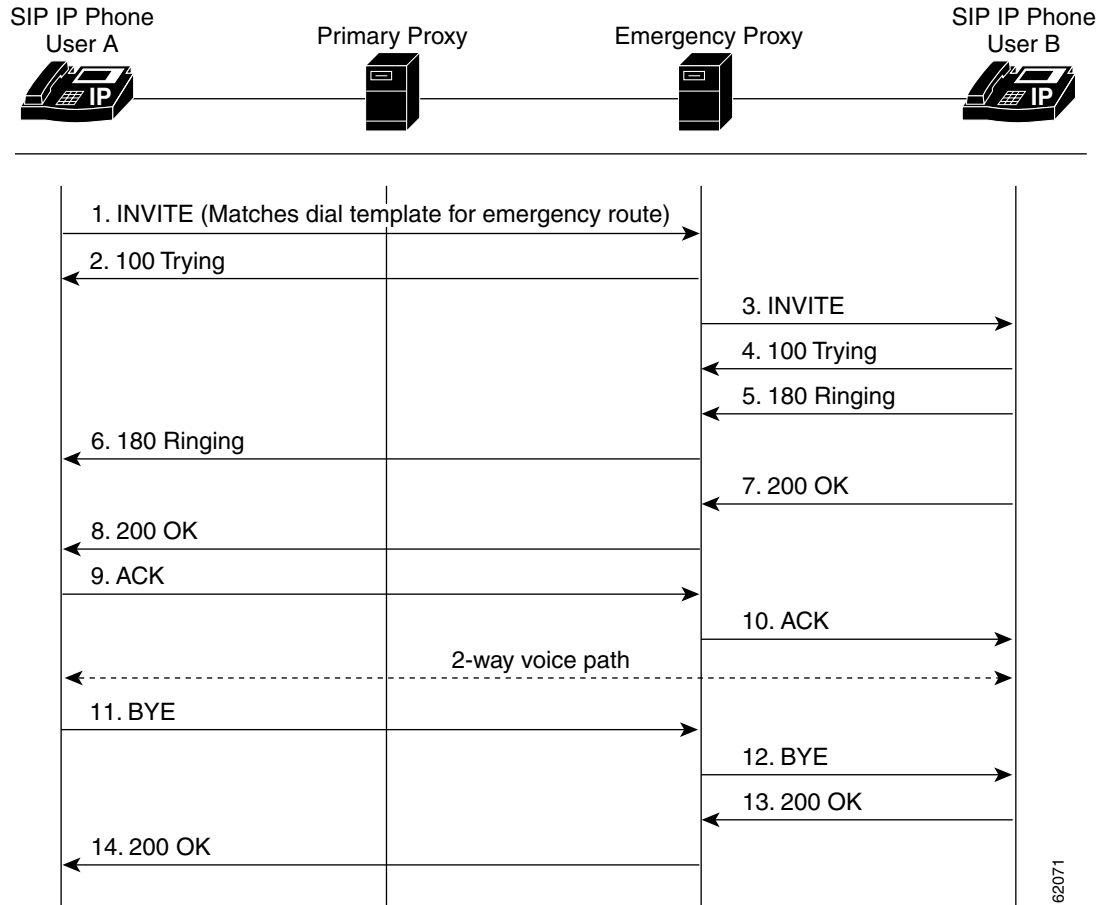 SIP IP Phone
User A
Primary Proxy
Emergency Proxy
SIP IP Phone
User B
IP
IP
1. INVITE (Matches dial template for emergency route)
2. 100 Trying
3. INVITE
4. 100 Trying
5. 180 Ringing
6. 180 Ringing
7. 200 OK
8. 200 OK
9. ACK
10. ACK
2-way voice path
11. BYE
12. BYE
13. 200 OK
14. 200 OK
62071